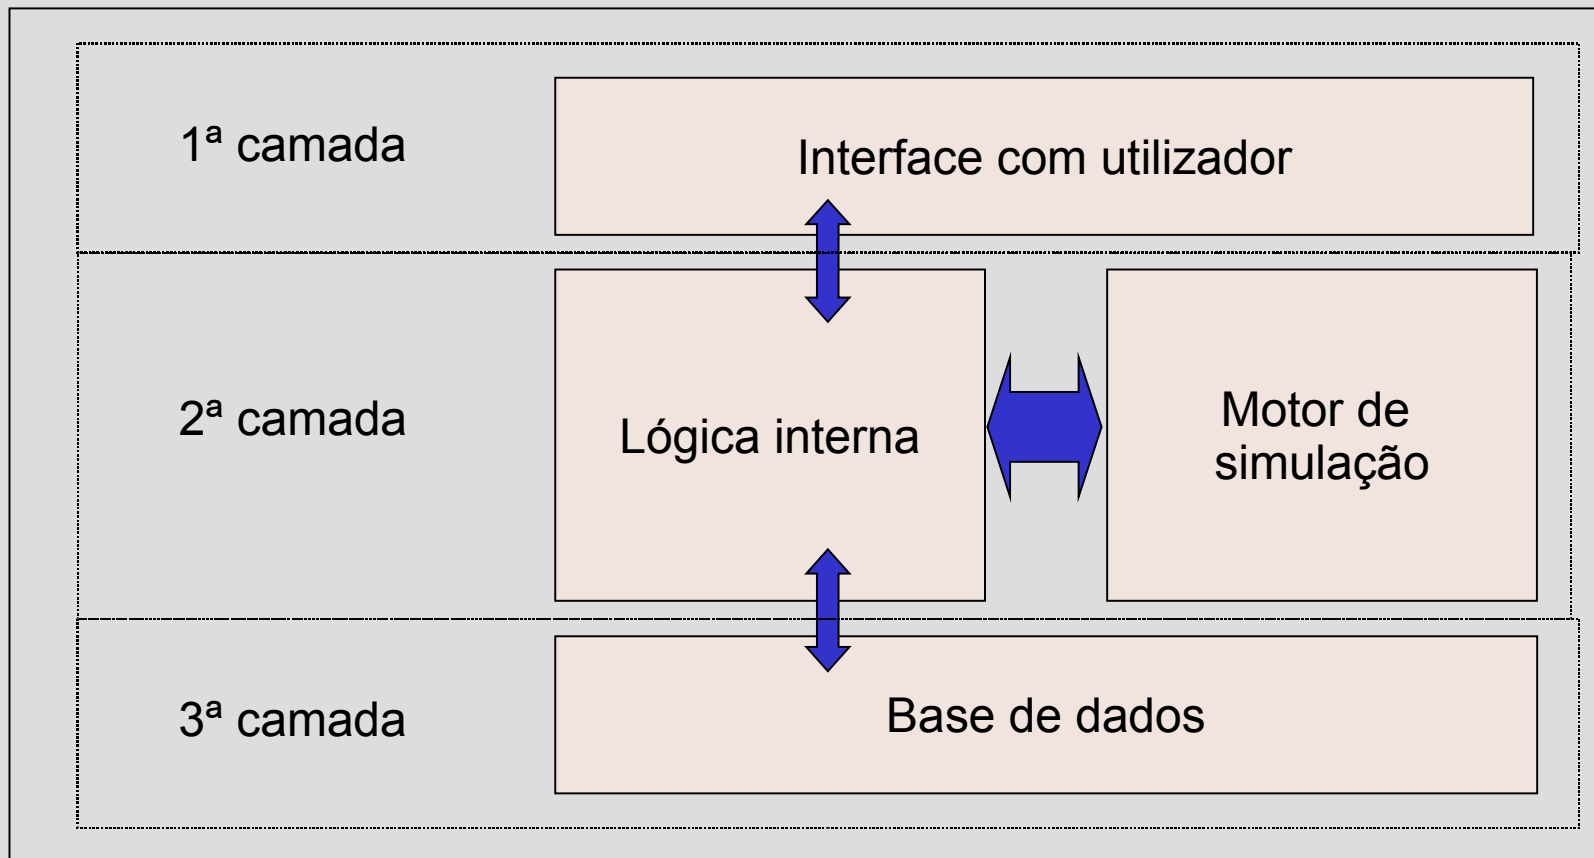 1ª camada
Interface com utilizador
2ª camada
Lógica interna
Motor de
simulação
3ª camada
Base de dados